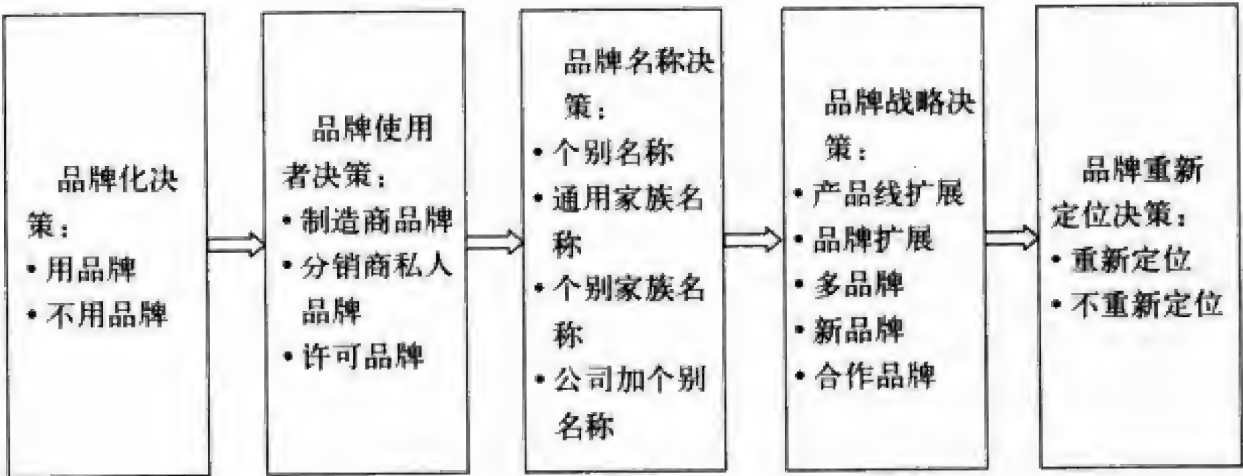 品牌化决
策：
•用品牌
•不用品牌
品牌使用
者决策：
•制造商品牌
•分销商私人
品牌
•许可品牌
品牌名称决
策：
•个别名称
•通用家族名
称
•个别家族名
称
•公司加个别
名称
品牌战略决
策：
•产品线扩展
•品牌扩展
•多品牌
•新品牌
•合作品牌
品牌重新
定位决策：
•重新定位
•不重新定位